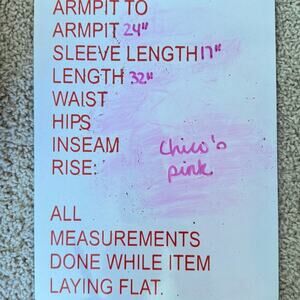 ARMPIT TO
ARMPIT 24"
SLEEVE LENGTH 17"
LENGTH 32"
WAIST
HIPS
INSEAM Chico's
RISE: pink
ALL
MEASUREMENTS
DONE WHILE ITEM
LAYING FLAT.